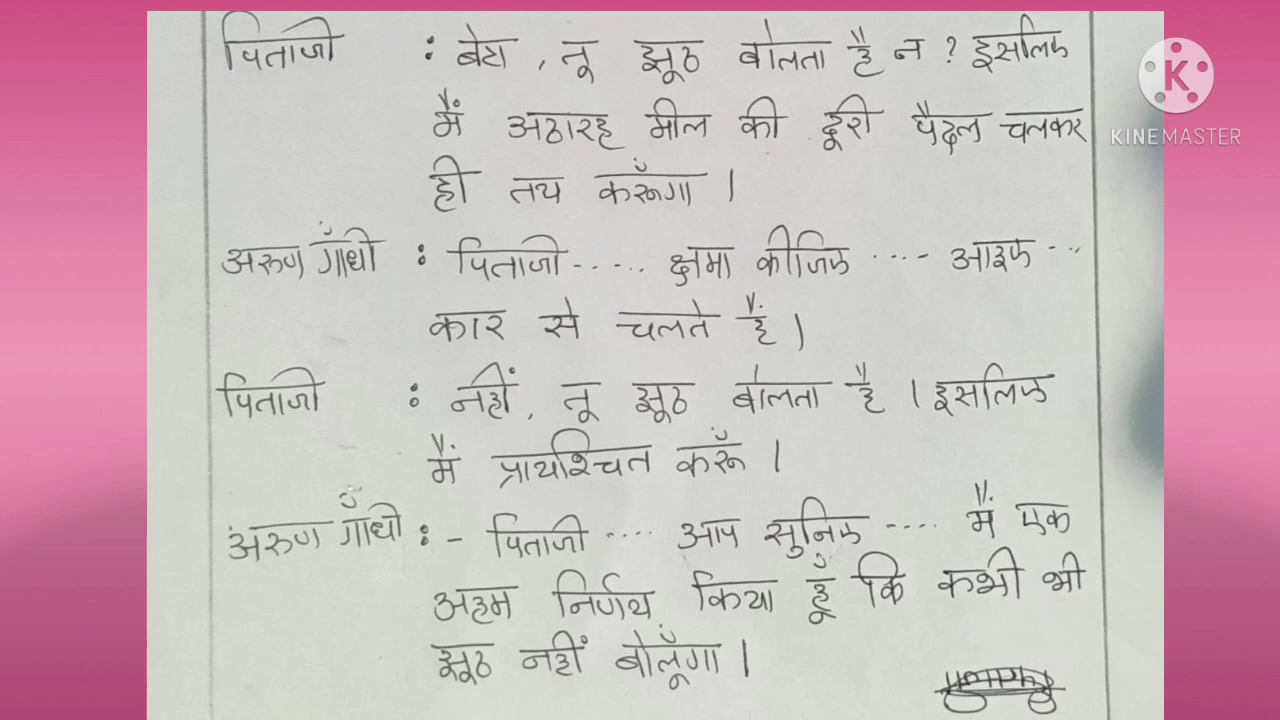 पिताजी : बेटा , तू झूठ बोलता है न ? इसलिए
मैं अठारह मील की दूरी पैदल चलकर
ही तय करूँगा ।
अरुण गाँधी : पिताजी ..... क्षमा कीजिए ..... आइए ...
कार से चलते हैं ।
पिताजी : नहीं , तू झूठ बोलता है । इसलिए
मैं प्रायश्चित करूँ ।
अरुण गाँधी : - पिताजी .... आप सुनिए .... मैं एक
अहम निर्णय किया हूँ कि कभी भी
झूठ नहीं बोलूँगा ।
K
KINEMASTER